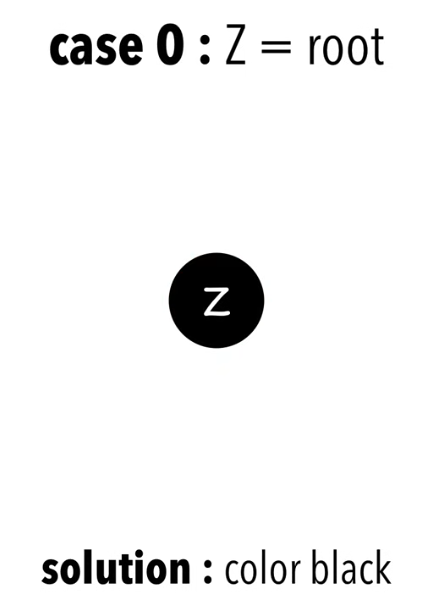 case 0 : Z = root
z
solution : color black